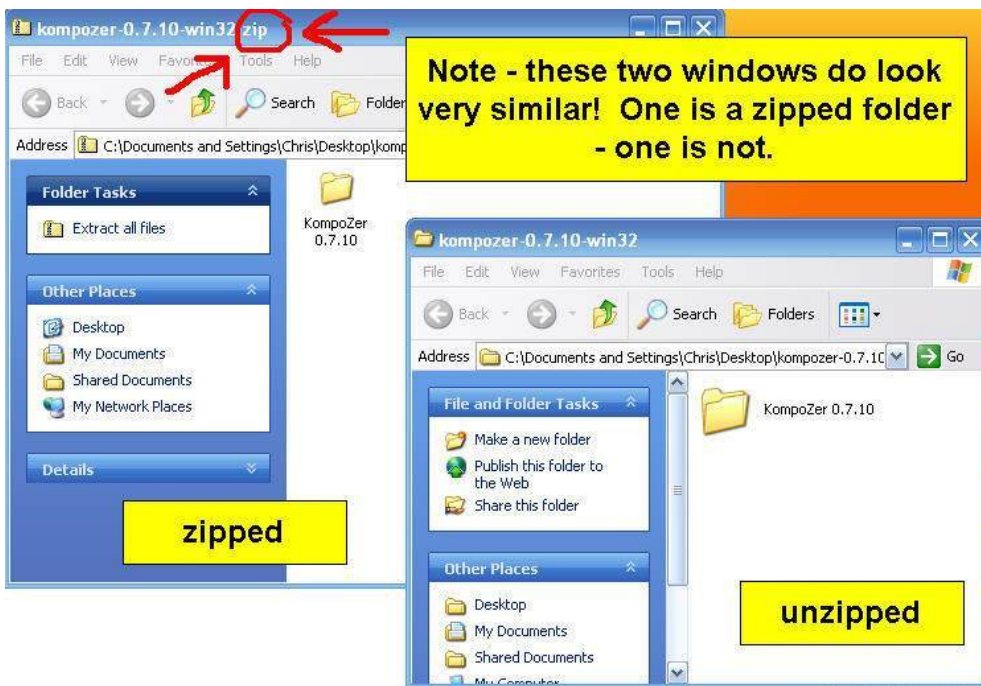 kompozer-0.7.10-win32.zip
File Edit View Favorites Tools Help
Back Search Folder
Address C:\Documents and Settings\Chris\Desktop\komp
Folder Tasks
Extract all files
Other Places
Desktop
My Documents
Shared Documents
My Network Places
Details
KompoZer
0.7.10
zipped
Note - these two windows do look
very similar! One is a zipped folder
- one is not.
kompozer-0.7.10-win32
File Edit View Favorites Tools Help
Back Search Folders
Address C:\Documents and Settings\Chris\Desktop\kompozer-0.7.10 Go
File and Folder Tasks
Make a new folder
Publish this folder to
the Web
Share this folder
Other Places
Desktop
My Documents
Shared Documents
My Computer
KompoZer 0.7.10
unzipped